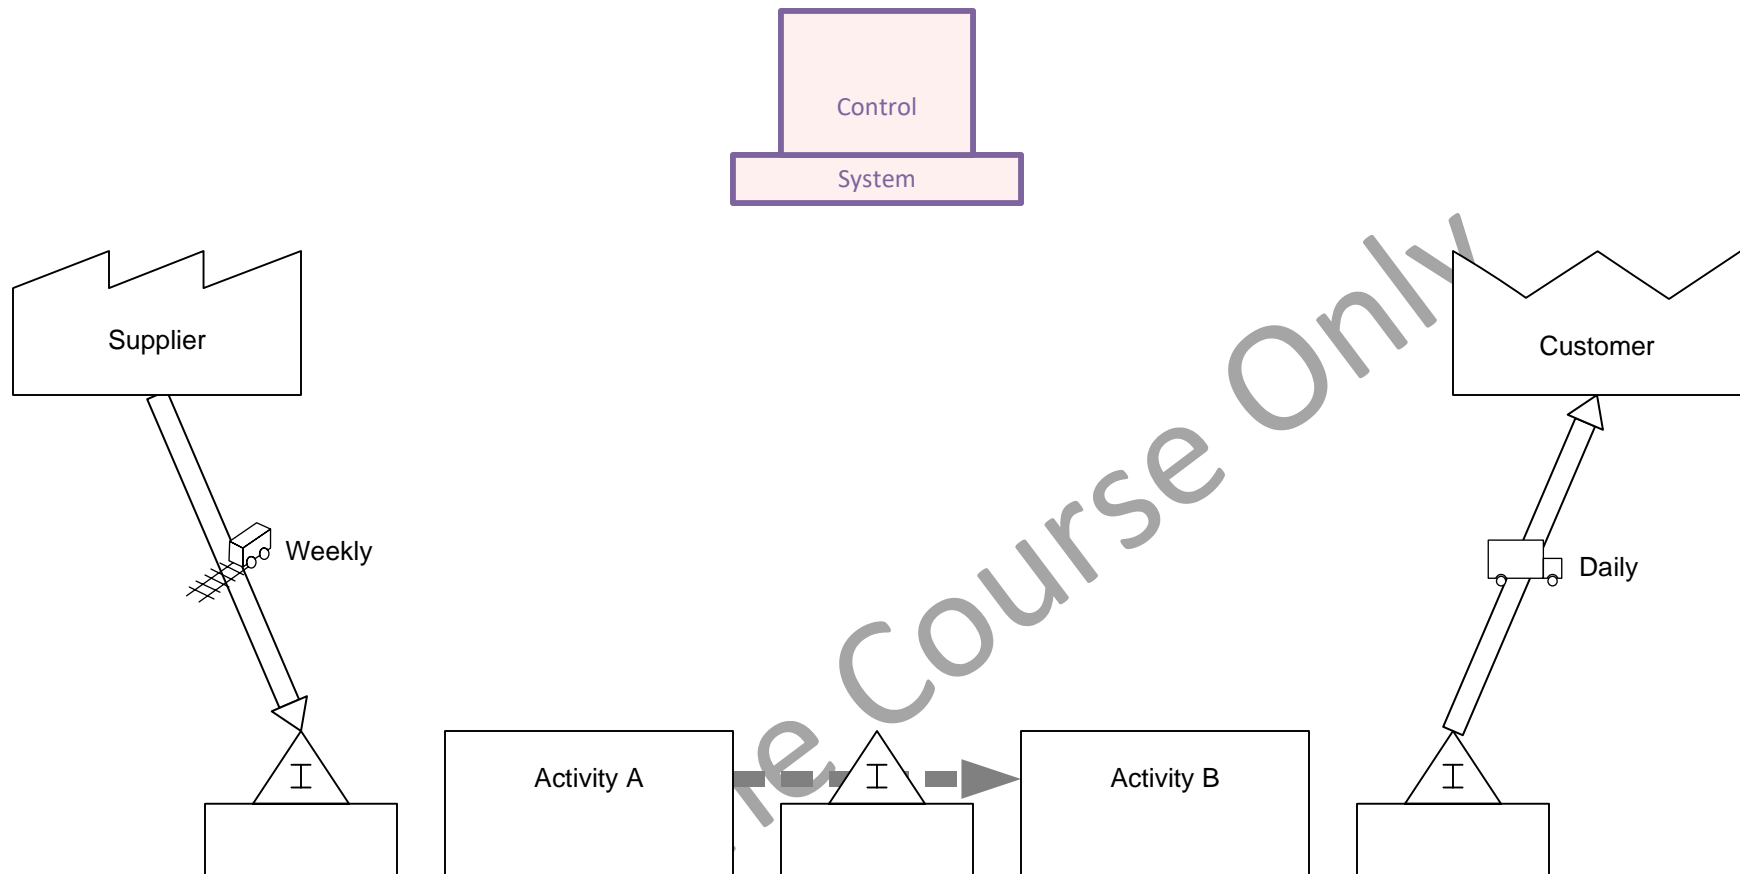 Control
System
Supplier
Customer
Weekly
Daily
I
Activity A
I
Activity B
I
Course Only